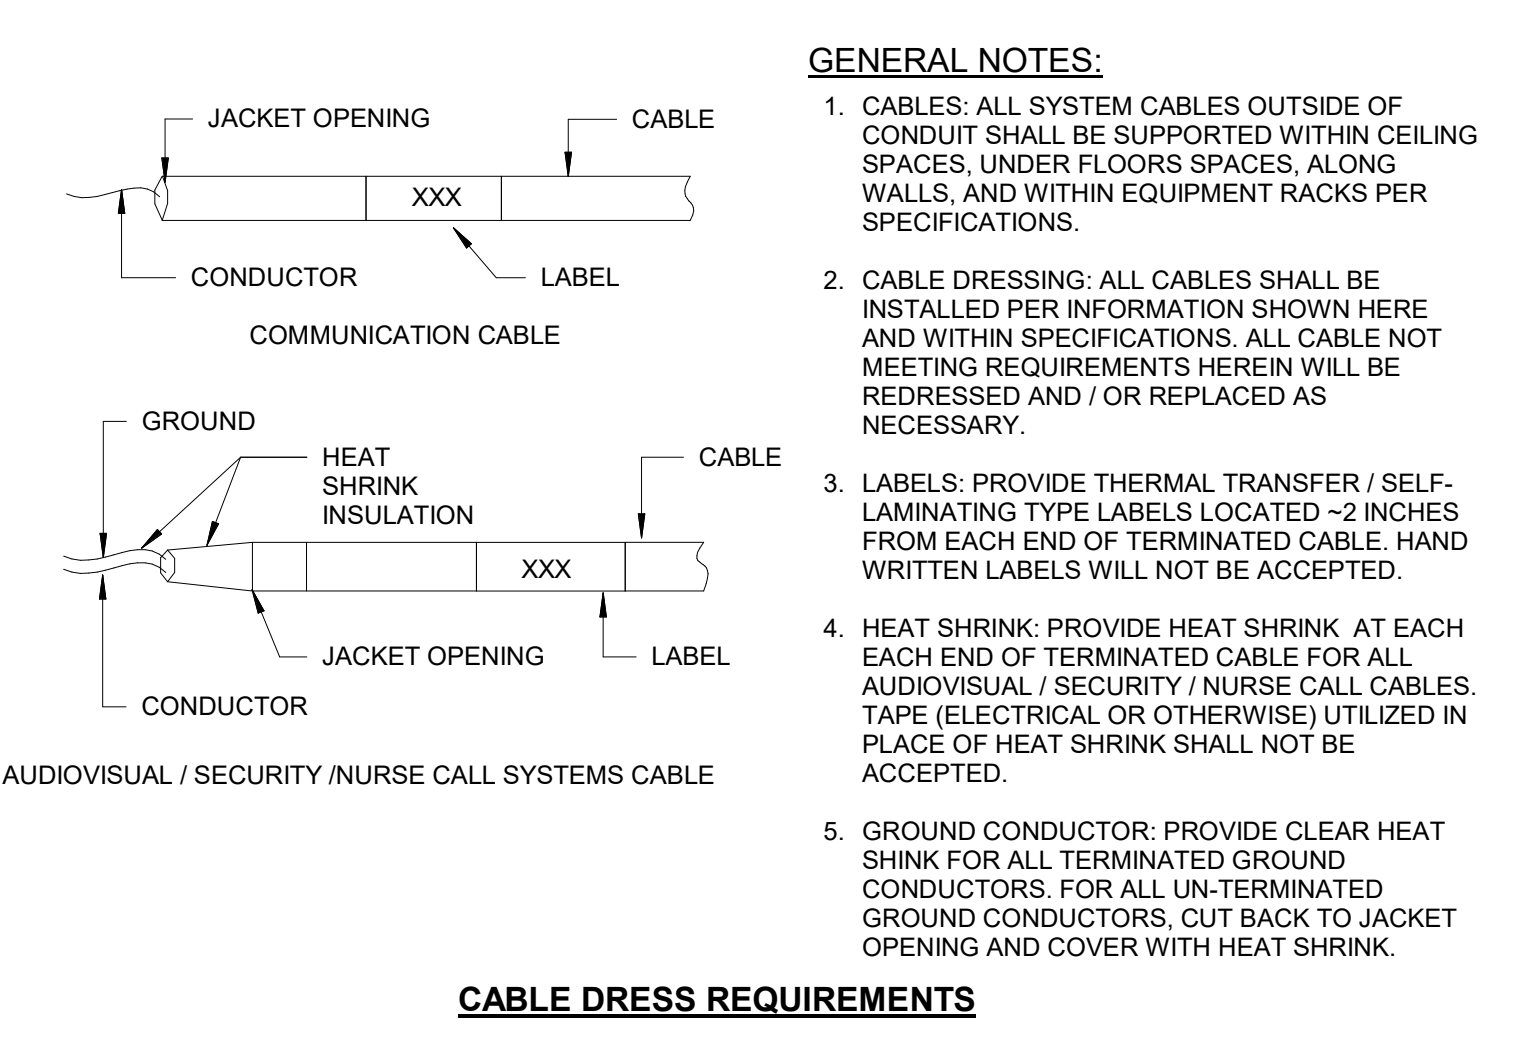 JACKET OPENING
CABLE
XXX
CONDUCTOR
LABEL
COMMUNICATION CABLE
GROUND
HEAT
SHRINK
INSULATION
CABLE
XXX
JACKET OPENING
LABEL
CONDUCTOR
AUDIOVISUAL / SECURITY /NURSE CALL SYSTEMS CABLE
GENERAL NOTES:
1. CABLES: ALL SYSTEM CABLES OUTSIDE OF
CONDUIT SHALL BE SUPPORTED WITHIN CEILING
SPACES, UNDER FLOORS SPACES, ALONG
WALLS, AND WITHIN EQUIPMENT RACKS PER
SPECIFICATIONS.
2. CABLE DRESSING: ALL CABLES SHALL BE
INSTALLED PER INFORMATION SHOWN HERE
AND WITHIN SPECIFICATIONS. ALL CABLE NOT
MEETING REQUIREMENTS HEREIN WILL BE
REDRESSED AND / OR REPLACED AS
NECESSARY.
3. LABELS: PROVIDE THERMAL TRANSFER / SELF-
LAMINATING TYPE LABELS LOCATED ~2 INCHES
FROM EACH END OF TERMINATED CABLE. HAND
WRITTEN LABELS WILL NOT BE ACCEPTED.
4. HEAT SHRINK: PROVIDE HEAT SHRINK  AT EACH
EACH END OF TERMINATED CABLE FOR ALL
AUDIOVISUAL / SECURITY / NURSE CALL CABLES.
TAPE (ELECTRICAL OR OTHERWISE) UTILIZED IN
PLACE OF HEAT SHRINK SHALL NOT BE
ACCEPTED.
5. GROUND CONDUCTOR: PROVIDE CLEAR HEAT
SHINK FOR ALL TERMINATED GROUND
CONDUCTORS. FOR ALL UN-TERMINATED
GROUND CONDUCTORS, CUT BACK TO JACKET
OPENING AND COVER WITH HEAT SHRINK.
CABLE DRESS REQUIREMENTS